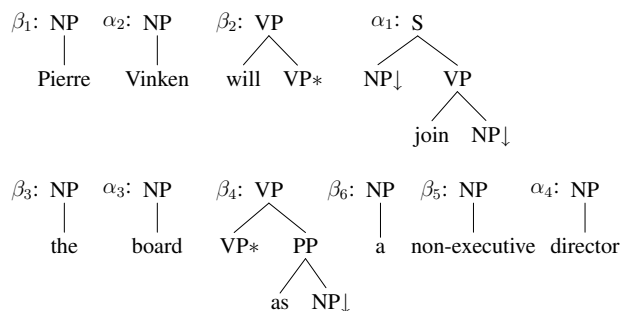 β₁: NP α₂: NP β₂: VP α₁: S
Pierre Vinken will VP∗ NP↓ VP
join NP↓
β₃: NP α₃: NP β₄: VP β₆: NP β₅: NP α₄: NP
the board VP∗ PP a non-executive director
as NP↓